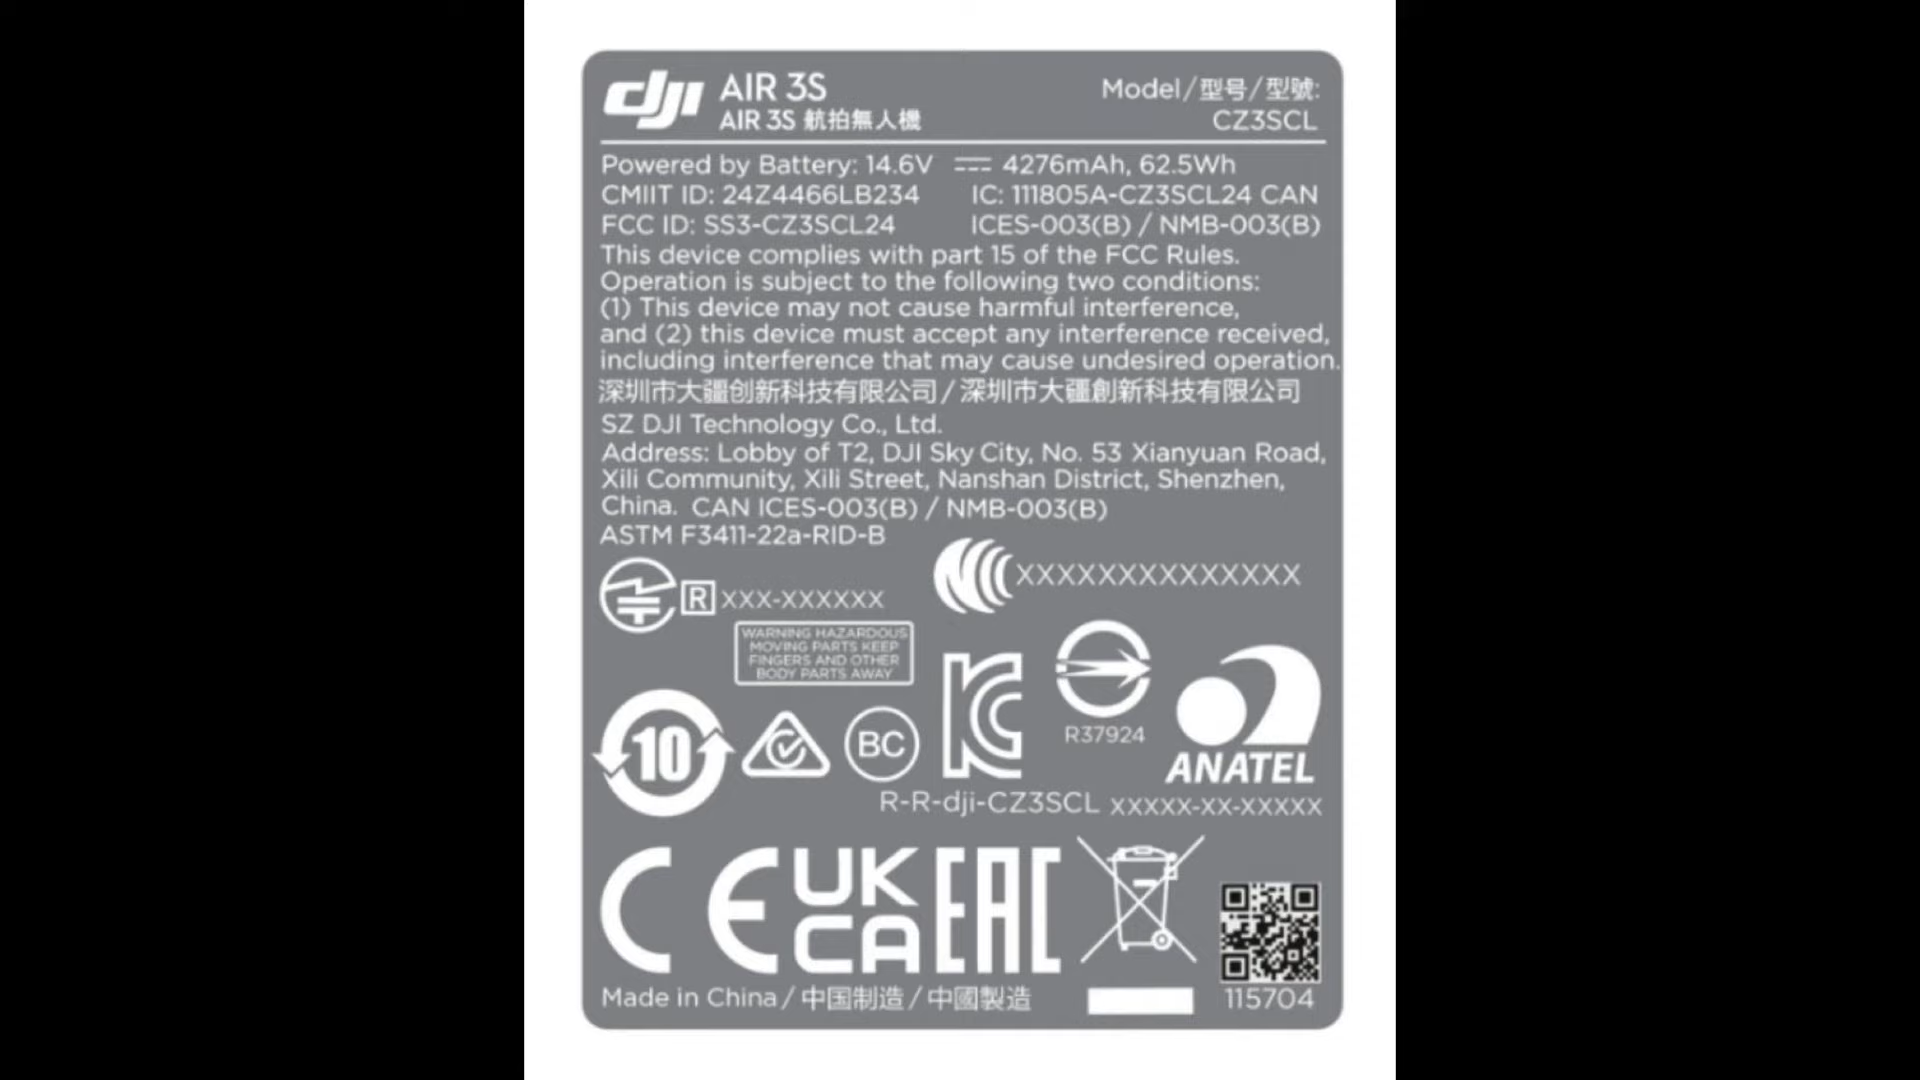 dji AIR 3S
AIR 3S 航拍無人機
Model/型号/型號:
CZ3SCL
Powered by Battery: 14.6V ⎓ 4276mAh, 62.5Wh
CMIIT ID: 24Z4466LB234 IC: 111805A-CZ3SCL24 CAN
FCC ID: SS3-CZ3SCL24 ICES-003(B) / NMB-003(B)
This device complies with part 15 of the FCC Rules.
Operation is subject to the following two conditions:
(1) This device may not cause harmful interference,
and (2) this device must accept any interference received,
including interference that may cause undesired operation.
深圳市大疆创新科技有限公司/深圳市大疆創新科技有限公司
SZ DJI Technology Co., Ltd.
Address: Lobby of T2, DJI Sky City, No. 53 Xianyuan Road,
Xili Community, Xili Street, Nanshan District, Shenzhen,
China. CAN ICES-003(B) / NMB-003(B)
ASTM F3411-22a-RID-B
XXXXXXXXXXXXXX
R XXX-XXXXXX
WARNING HAZARDOUS
MOVING PARTS KEEP
FINGERS AND OTHER
BODY PARTS AWAY
10
BC
R37924
ANATEL
R-R-dji-CZ3SCL XXXXX-XX-XXXXX
CE UK
CA EAC
Made in China/中国制造/中國製造
115704